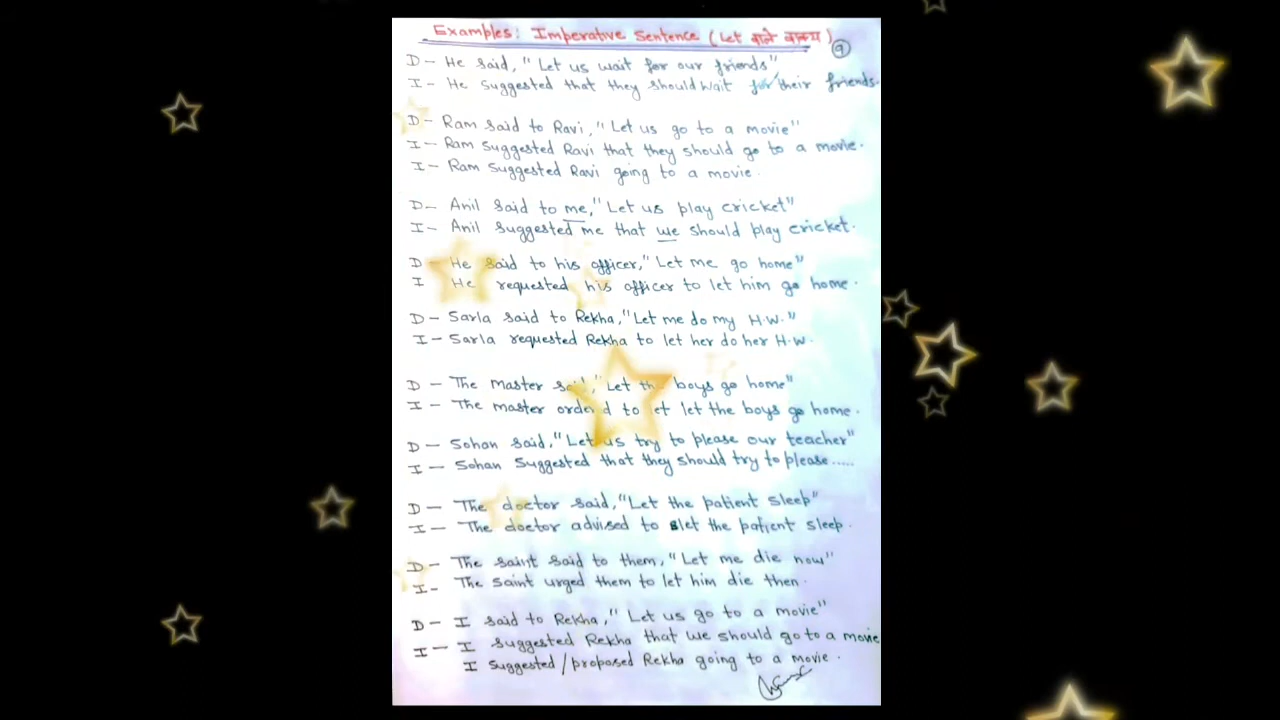 Examples: Imperative Sentence (Let वाले वाक्य) ९
D- He said, "Let us wait for our friends"
I- He suggested that they should wait for their friends.
D- Ram said to Ravi, "Let us go to a movie"
I- Ram suggested Ravi that they should go to a movie.
I- Ram suggested Ravi going to a movie.
D- Anil said to me, "Let us play cricket"
I- Anil suggested me that we should play cricket.
D- He said to his officer, "Let me go home"
I He requested his officer to let him go home.
D- Sarla said to Rekha, "Let me do my H.W."
I- Sarla requested Rekha to let her do her H.W.
D- The Master said, "Let the boys go home"
I- The master ordered to let let the boys go home.
D- Sohan said, "Let us try to please our teacher"
I- Sohan suggested that they should try to please.....
D- The doctor said, "Let the patient sleep"
I- The doctor advised to let the patient sleep.
D- The saint said to them, "Let me die now"
I- The saint urged them to let him die then.
D- I said to Rekha, "Let us go to a movie"
I- I suggested Rekha that we should go to a movie
I suggested/proposed Rekha going to a movie.